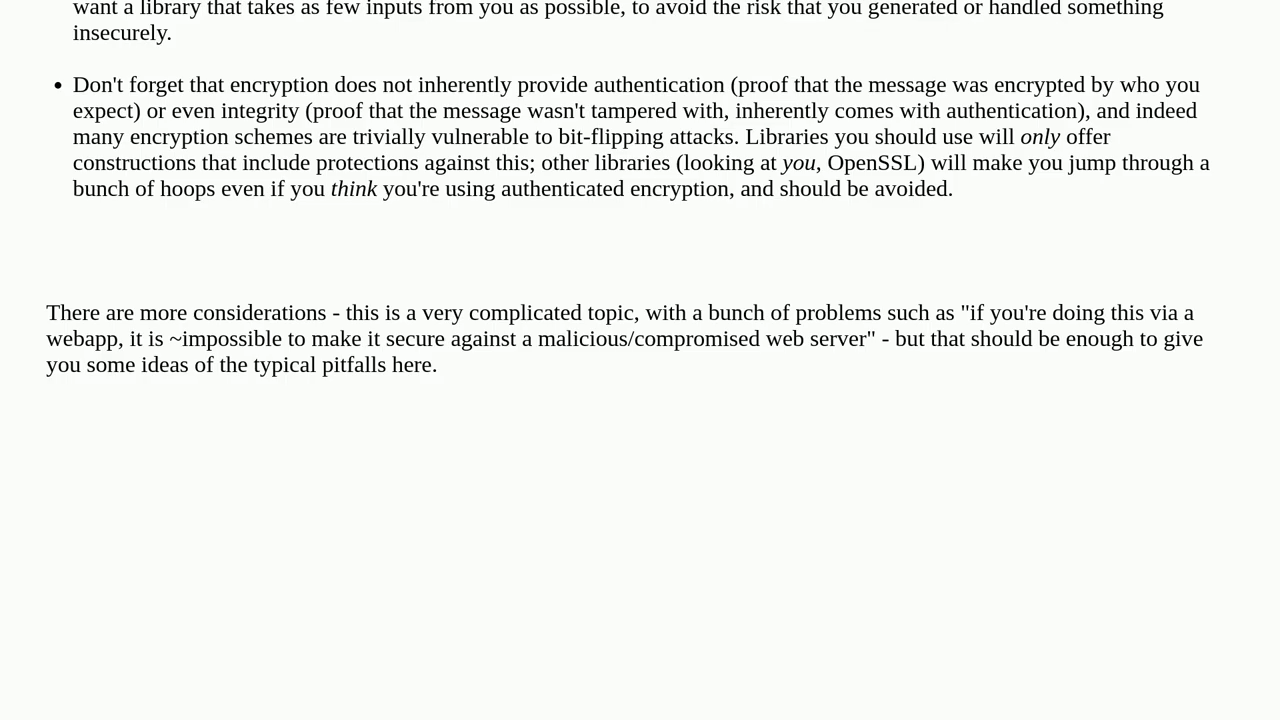 want a library that takes as few inputs from you as possible, to avoid the risk that you generated or handled something
insecurely.
• Don't forget that encryption does not inherently provide authentication (proof that the message was encrypted by who you
expect) or even integrity (proof that the message wasn't tampered with, inherently comes with authentication), and indeed
many encryption schemes are trivially vulnerable to bit-flipping attacks. Libraries you should use will only offer
constructions that include protections against this; other libraries (looking at you, OpenSSL) will make you jump through a
bunch of hoops even if you think you're using authenticated encryption, and should be avoided.
There are more considerations - this is a very complicated topic, with a bunch of problems such as "if you're doing this via a
webapp, it is ~impossible to make it secure against a malicious/compromised web server" - but that should be enough to give
you some ideas of the typical pitfalls here.